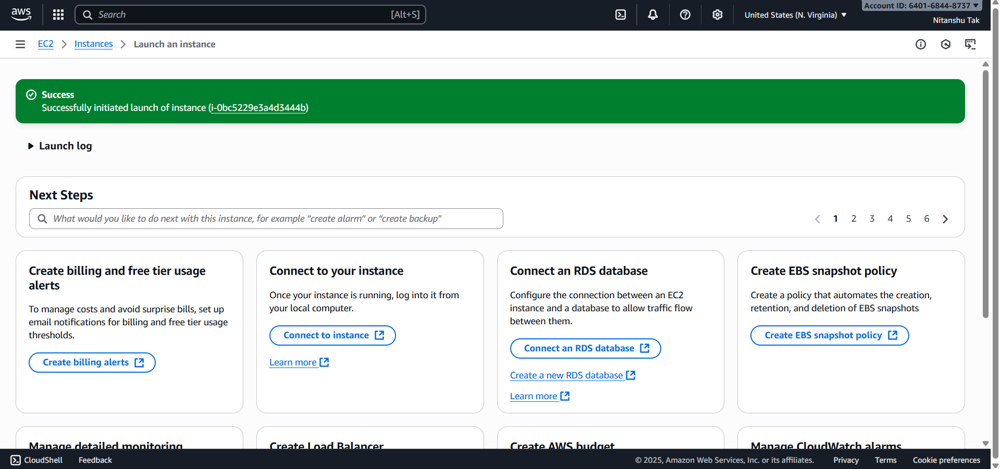 aws
Search
[Alt+S]
United States (N. Virginia)
Account ID: 6401-6844-8737
Nitanshu Tak
EC2
Instances
Launch an instance
Success
Successfully initiated launch of instance (i-0bc5229e3a4d3444b)
Launch log
Next Steps
What would you like to do next with this instance, for example “create alarm” or “create backup"
1 2 3 4 5 6
Create billing and free tier usage
alerts
To manage costs and avoid surprise bills, set up
email notifications for billing and free tier usage
thresholds.
Create billing alerts
Connect to your instance
Once your instance is running, log into it from
your local computer.
Connect to instance
Learn more
Connect an RDS database
Configure the connection between an EC2
instance and a database to allow traffic flow
between them.
Connect an RDS database
Create a new RDS database
Learn more
Create EBS snapshot policy
Create a policy that automates the creation,
retention, and deletion of EBS snapshots
Create EBS snapshot policy
Manage detailed monitoring
Create Load Balancer
Create AWS budget
Manage CloudWatch alarms
CloudShell
Feedback
© 2025, Amazon Web Services, Inc. or its affiliates.
Privacy
Terms
Cookie preferences